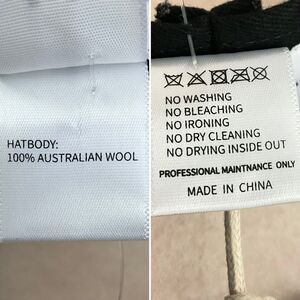 HATBODY:
100% AUSTRALIAN WOOL
NO WASHING
NO BLEACHING
NO IRONING
NO DRY CLEANING
NO DRYING INSIDE OUT
PROFESSIONAL MAINTNANCE ONLY
MADE IN CHINA